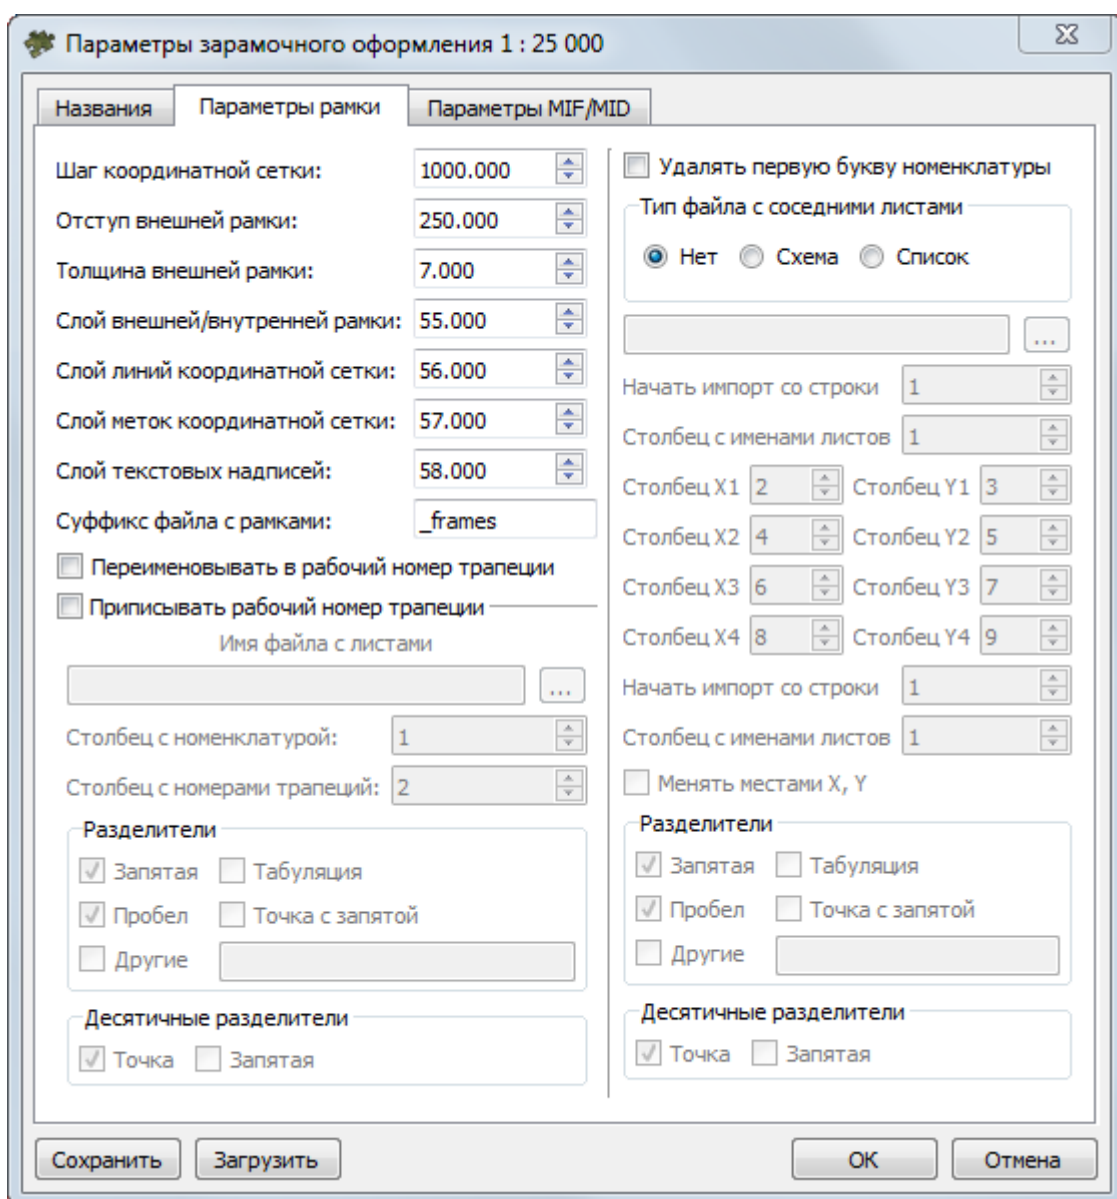 Параметры зарамочного оформления 1 : 25 000
Названия
Параметры рамки
Параметры MIF/MID
Шаг координатной сетки: 1000.000
Отступ внешней рамки: 250.000
Толщина внешней рамки: 7.000
Слой внешней/внутренней рамки: 55.000
Слой линий координатной сетки: 56.000
Слой меток координатной сетки: 57.000
Слой текстовых надписей: 58.000
Суффикс файла с рамками: _frames
Переименовывать в рабочий номер трапеции
Приписывать рабочий номер трапеции
Имя файла с листами
...
Столбец с номенклатурой: 1
Столбец с номерами трапеций: 2
Разделители
Запятая Табуляция
Пробел Точка с запятой
Другие
Десятичные разделители
Точка Запятая
Удалять первую букву номенклатуры
Тип файла с соседними листами
Нет Схема Список
...
Начать импорт со строки 1
Столбец с именами листов 1
Столбец X1 2 Столбец Y1 3
Столбец X2 4 Столбец Y2 5
Столбец X3 6 Столбец Y3 7
Столбец X4 8 Столбец Y4 9
Начать импорт со строки 1
Столбец с именами листов 1
Менять местами X, Y
Разделители
Запятая Табуляция
Пробел Точка с запятой
Другие
Десятичные разделители
Точка Запятая
Сохранить Загрузить OK Отмена